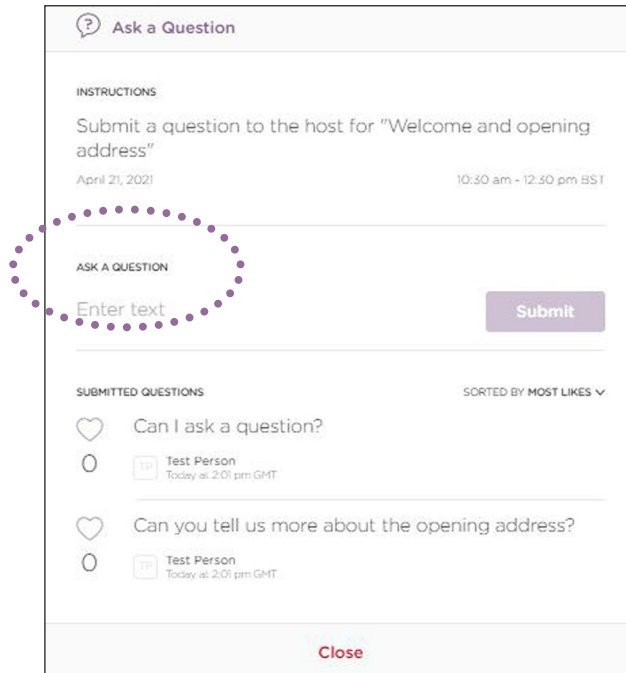 Ask a Question
INSTRUCTIONS
Submit a question to the host for "Welcome and opening
address"
April 21, 2021 10:30 am - 12:30 pm BST
ASK A QUESTION
Enter text Submit
SUBMITTED QUESTIONS SORTED BY MOST LIKES
Can I ask a question?
0 TP Test Person
Today at 2:01 pm GMT
Can you tell us more about the opening address?
0 TP Test Person
Today at 2:01 pm GMT
Close